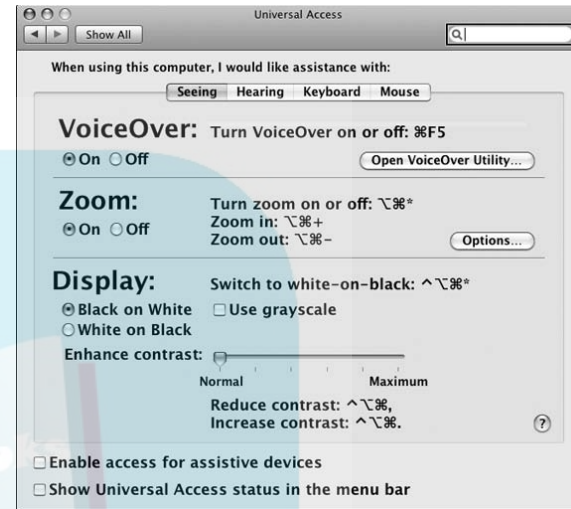 Universal Access
Show All
When using this computer, I would like assistance with:
Seeing Hearing Keyboard Mouse
VoiceOver: Turn VoiceOver on or off: ⌘F5
On Off Open VoiceOver Utility...
Zoom: Turn zoom on or off: ⌥⌘*
On Off Zoom in: ⌥⌘+
Zoom out: ⌥⌘- Options...
Display: Switch to white-on-black: ^⌥⌘*
Black on White Use grayscale
White on Black
Enhance contrast:
Normal Maximum
Reduce contrast: ^⌥⌘,
Increase contrast: ^⌥⌘.
?
Enable access for assistive devices
Show Universal Access status in the menu bar